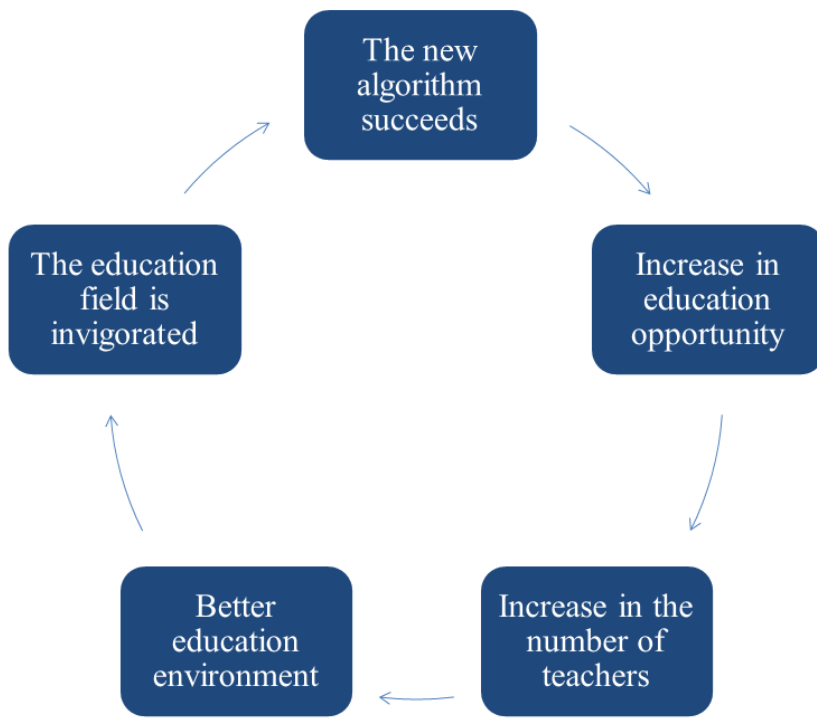 The new
algorithm
succeeds
Increase in
education
opportunity
Increase in the
number of
teachers
Better
education
environment
The education
field is
invigorated